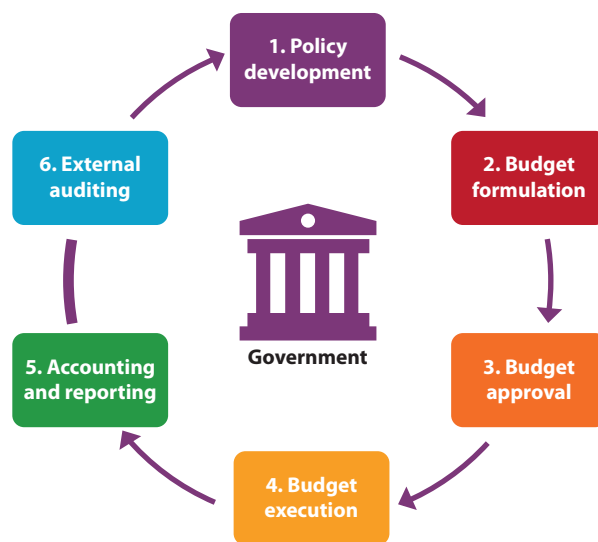 1. Policy
development
2. Budget
formulation
3. Budget
approval
4. Budget
execution
5. Accounting
and reporting
6. External
auditing
Government